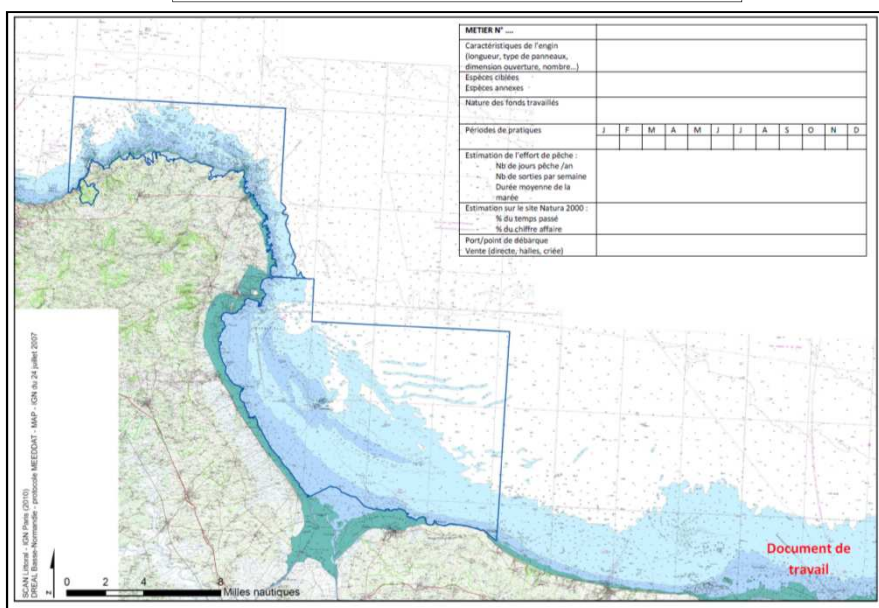 METIER N° ....
Caractéristiques de l'engin
(longueur, type de panneaux,
dimension ouverture, nombre...)
Espèces ciblées
Espèces annexes
Nature des fonds travaillés
Périodes de pratiques
J F M A M J J A S O N D
Estimation de l'effort de pêche :
- Nb de jours pêche /an
- Nb de sorties par semaine
- Durée moyenne de la
marée
Estimation sur le site Natura 2000 :
- % du temps passé
- % du chiffre affaire
Port/point de débarque
Vente (directe, halles, criée)
SCAN Littoral - IGN Paris (2010)
DREAL Basse-Normandie - protocole MEEDDAT - MAP - IGN du 24 juillet 2007
N
0 2 4 8
Milles nautiques
Document de
travail